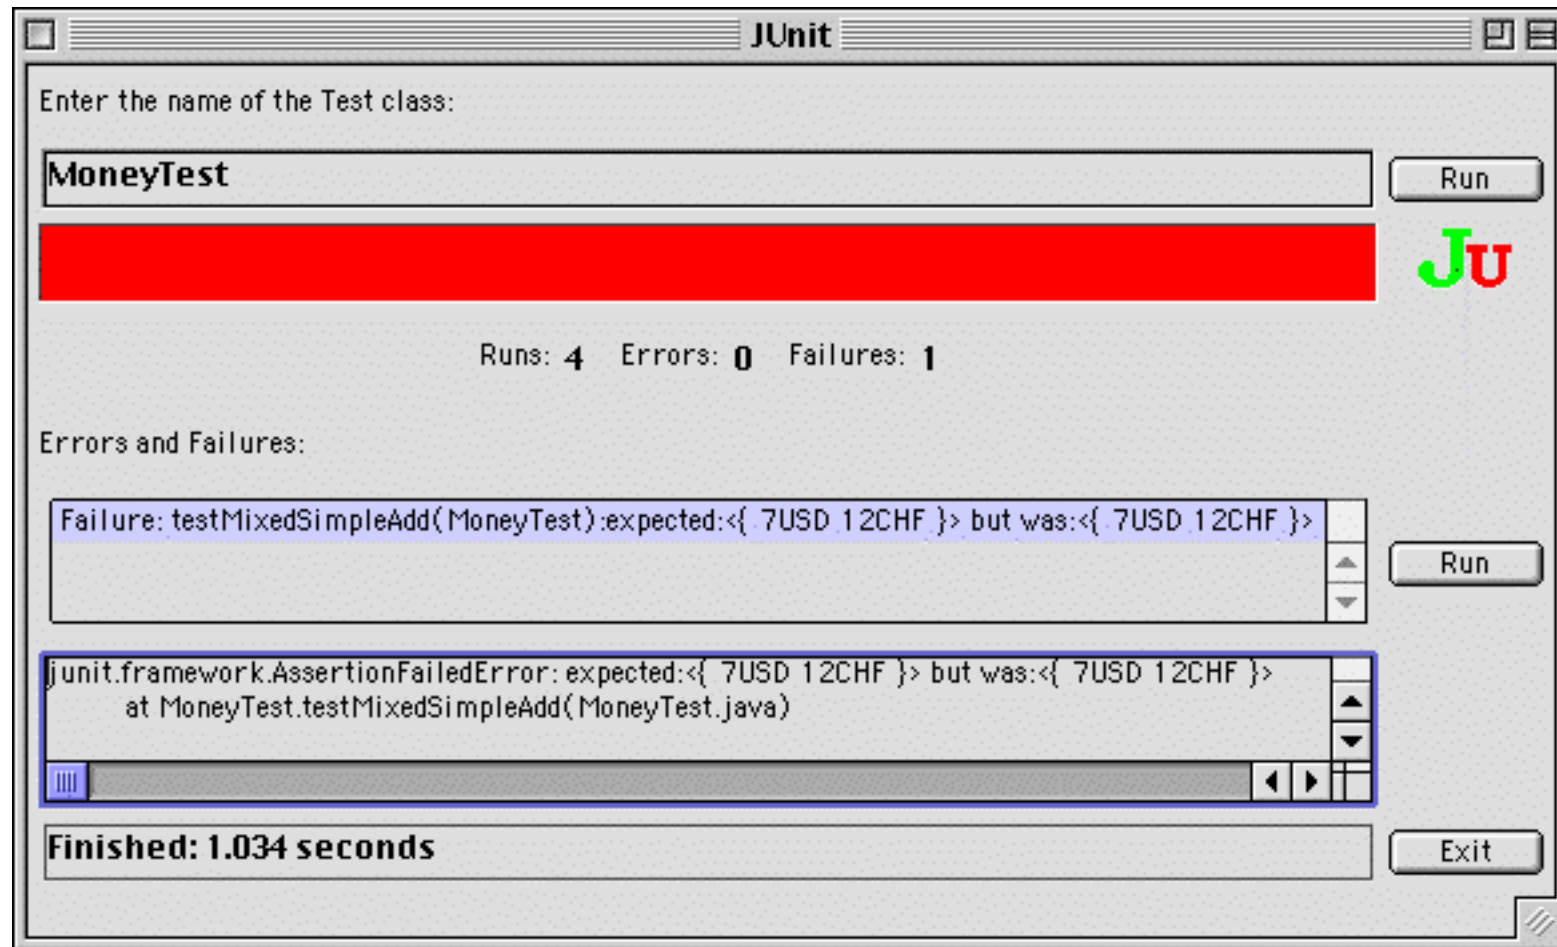 JUnit
Enter the name of the Test class:
MoneyTest
Run
JU
Runs: 4 Errors: 0 Failures: 1
Errors and Failures:
Failure: testMixedSimpleAdd(MoneyTest):expected:<{ 7USD 12CHF }> but was:<{ 7USD 12CHF }>
Run
junit.framework.AssertionFailedError: expected:<{ 7USD 12CHF }> but was:<{ 7USD 12CHF }>
at MoneyTest.testMixedSimpleAdd(MoneyTest.java)
Finished: 1.034 seconds
Exit